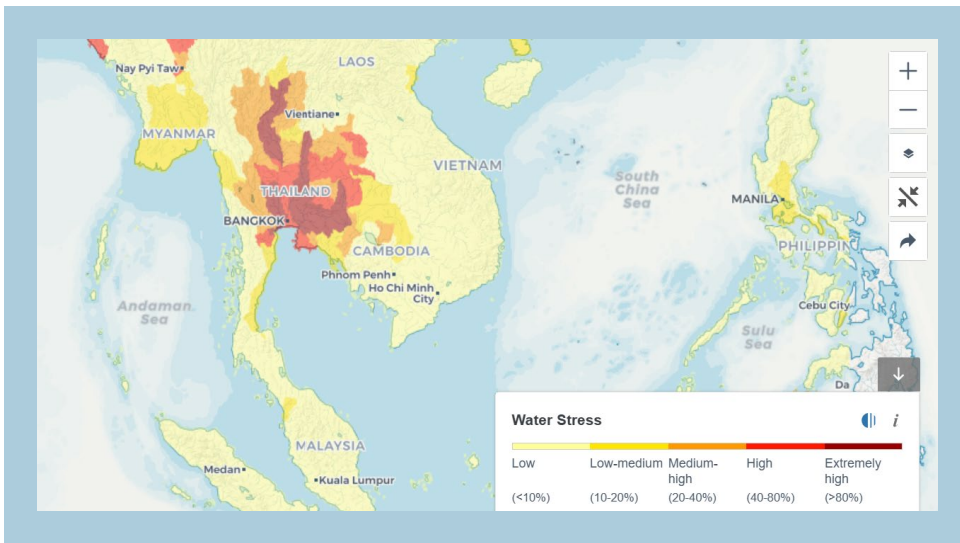 LAOS
Nay Pyi Taw
Vientiane
MYANMAR
VIETNAM
South
China
Sea
THAILAND
MANILA
BANGKOK
PHILIPPIN
CAMBODIA
Phnom Penh
Ho Chi Minh
City
Andaman
Sea
Cebu City
Sulu
Sea
Da
MALAYSIA
Medan
Kuala Lumpur
Water Stress
i
Low
Low-medium
Medium-
high
High
Extremely
high
(<10%)
(10-20%)
(20-40%)
(40-80%)
(>80%)